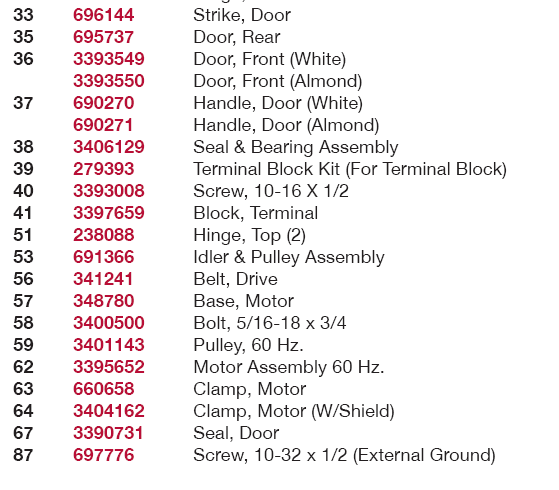 33 696144 Strike, Door
35 695737 Door, Rear
36 3393549 Door, Front (White)
3393550 Door, Front (Almond)
37 690270 Handle, Door (White)
690271 Handle, Door (Almond)
38 3406129 Seal & Bearing Assembly
39 279393 Terminal Block Kit (For Terminal Block)
40 3393008 Screw, 10-16 X 1/2
41 3397659 Block, Terminal
51 238088 Hinge, Top (2)
53 691366 Idler & Pulley Assembly
56 341241 Belt, Drive
57 348780 Base, Motor
58 3400500 Bolt, 5/16-18 x 3/4
59 3401143 Pulley, 60 Hz.
62 3395652 Motor Assembly 60 Hz.
63 660658 Clamp, Motor
64 3404162 Clamp, Motor (W/Shield)
67 3390731 Seal, Door
87 697776 Screw, 10-32 x 1/2 (External Ground)